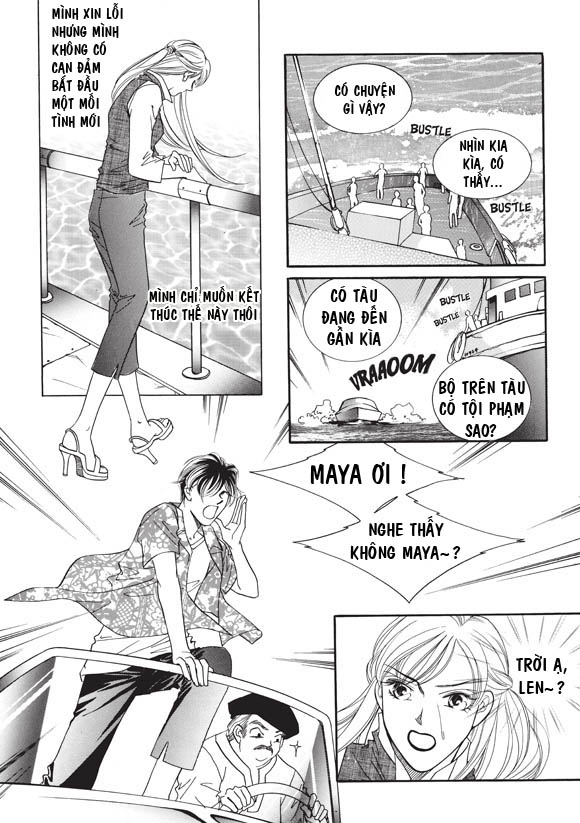 MÌNH XIN LỖI
NHƯNG MÌNH
KHÔNG CÓ
CAN ĐẢM
BẮT ĐẦU
MỘT MỐI
TÌNH MỚI
MÌNH CHỈ MUỐN KẾT
THÚC THẾ NÀY THÔI
CÓ CHUYỆN
GÌ VẬY?
BUSTLE
NHÌN KIA
KÌA, CÓ
THẤY...
BUSTLE
BUSTLE
CÓ TÀU
ĐANG ĐẾN
GẦN KÌA
BUSTLE
BUSTLE
VRAAOOM
BỘ TRÊN TÀU
CÓ TỘI PHẠM
SAO?
MAYA ƠI !
NGHE THẤY
KHÔNG MAYA~?
TRỜI Ạ,
LEN~?